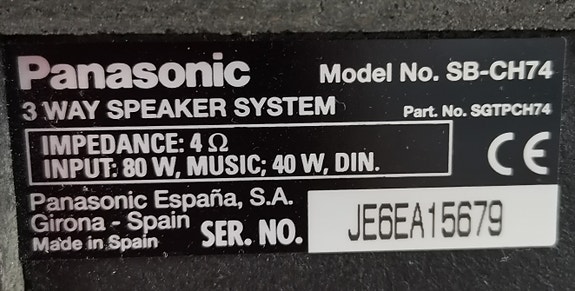 Panasonic Model No. SB-CH74
3 WAY SPEAKER SYSTEM Part. No. SGTPCH74
IMPEDANCE: 4 Ω
INPUT: 80 W, MUSIC; 40 W, DIN.
CE
Panasonic España, S.A.
Girona - Spain
Made in Spain
SER. NO. JE6EA15679